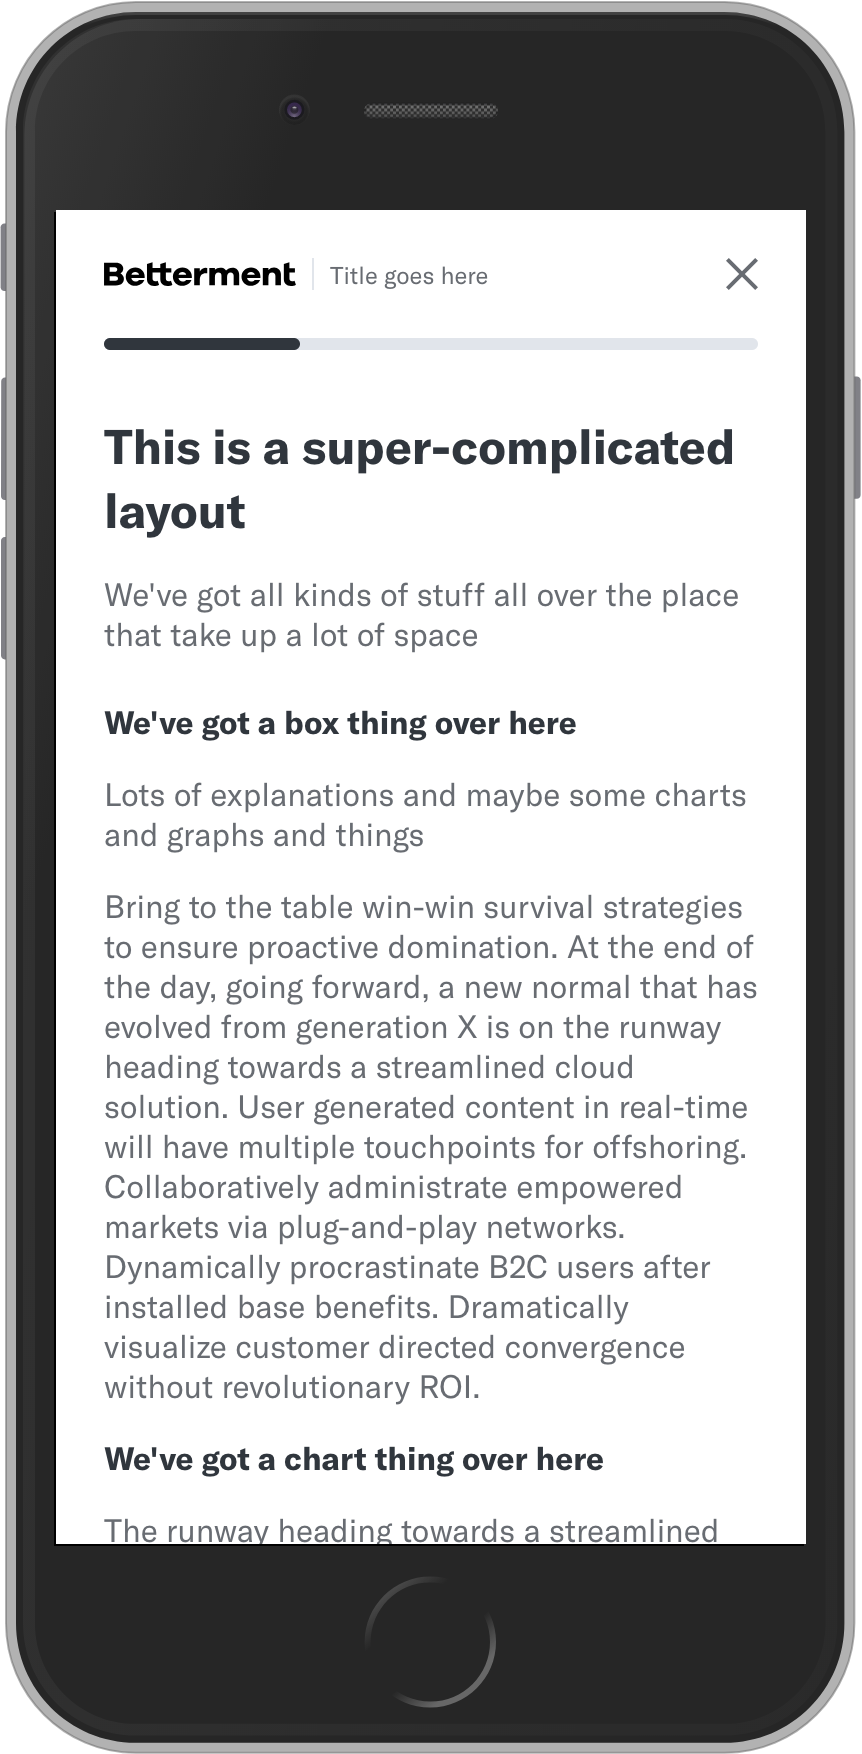 Betterment | Title goes here
This is a super-complicated
layout
We've got all kinds of stuff all over the place
that take up a lot of space
We've got a box thing over here
Lots of explanations and maybe some charts
and graphs and things
Bring to the table win-win survival strategies
to ensure proactive domination. At the end of
the day, going forward, a new normal that has
evolved from generation X is on the runway
heading towards a streamlined cloud
solution. User generated content in real-time
will have multiple touchpoints for offshoring.
Collaboratively administrate empowered
markets via plug-and-play networks.
Dynamically procrastinate B2C users after
installed base benefits. Dramatically
visualize customer directed convergence
without revolutionary ROI.
We've got a chart thing over here
The runway heading towards a streamlined